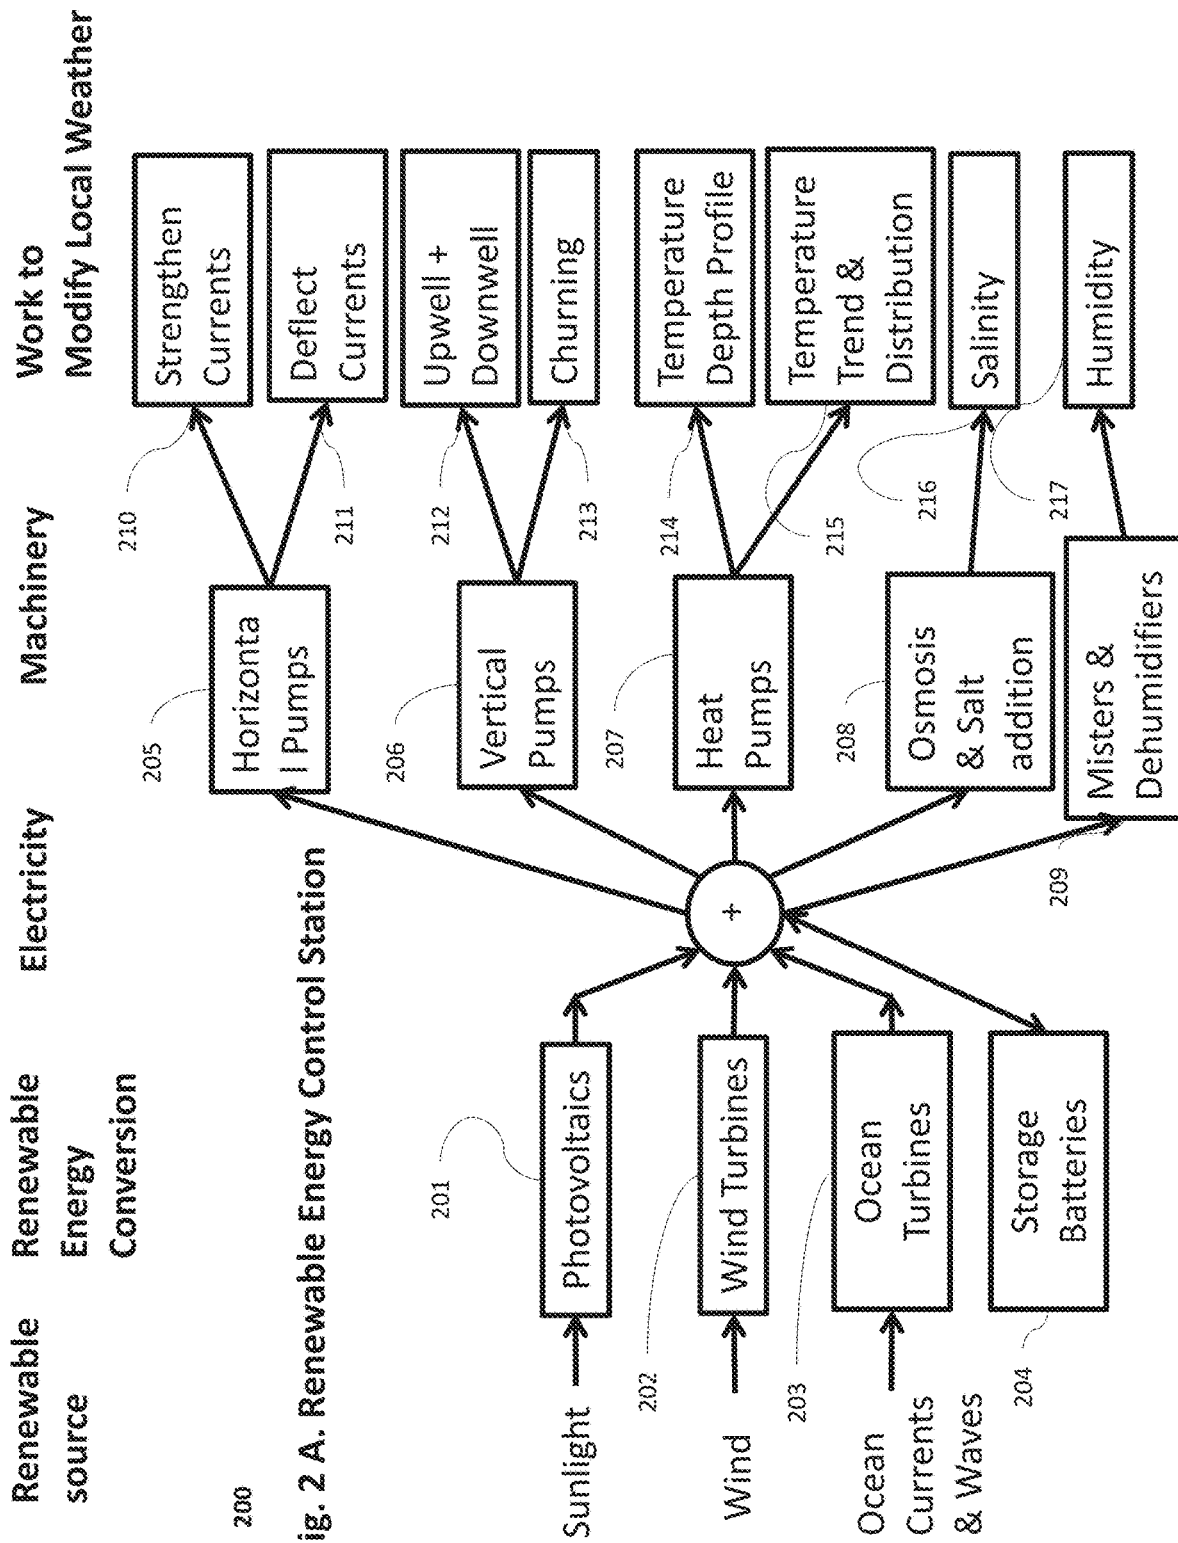 Renewable
source
Renewable
Energy
Conversion
Electricity
Machinery
Work to
Modify Local Weather
200
ig. 2 A. Renewable Energy Control Station
Sunlight
Wind
Ocean
Currents
& Waves
201
Photovoltaics
202
Wind Turbines
203
Ocean
Turbines
204
Storage
Batteries
+
205
Horizonta
l Pumps
206
Vertical
Pumps
207
Heat
Pumps
208
Osmosis
& Salt
addition
209
Misters &
Dehumidifiers
210
Strengthen
Currents
211
Deflect
Currents
212
Upwell +
Downwell
213
Churning
214
Temperature
Depth Profile
215
Temperature
Trend &
Distribution
216
Salinity
217
Humidity